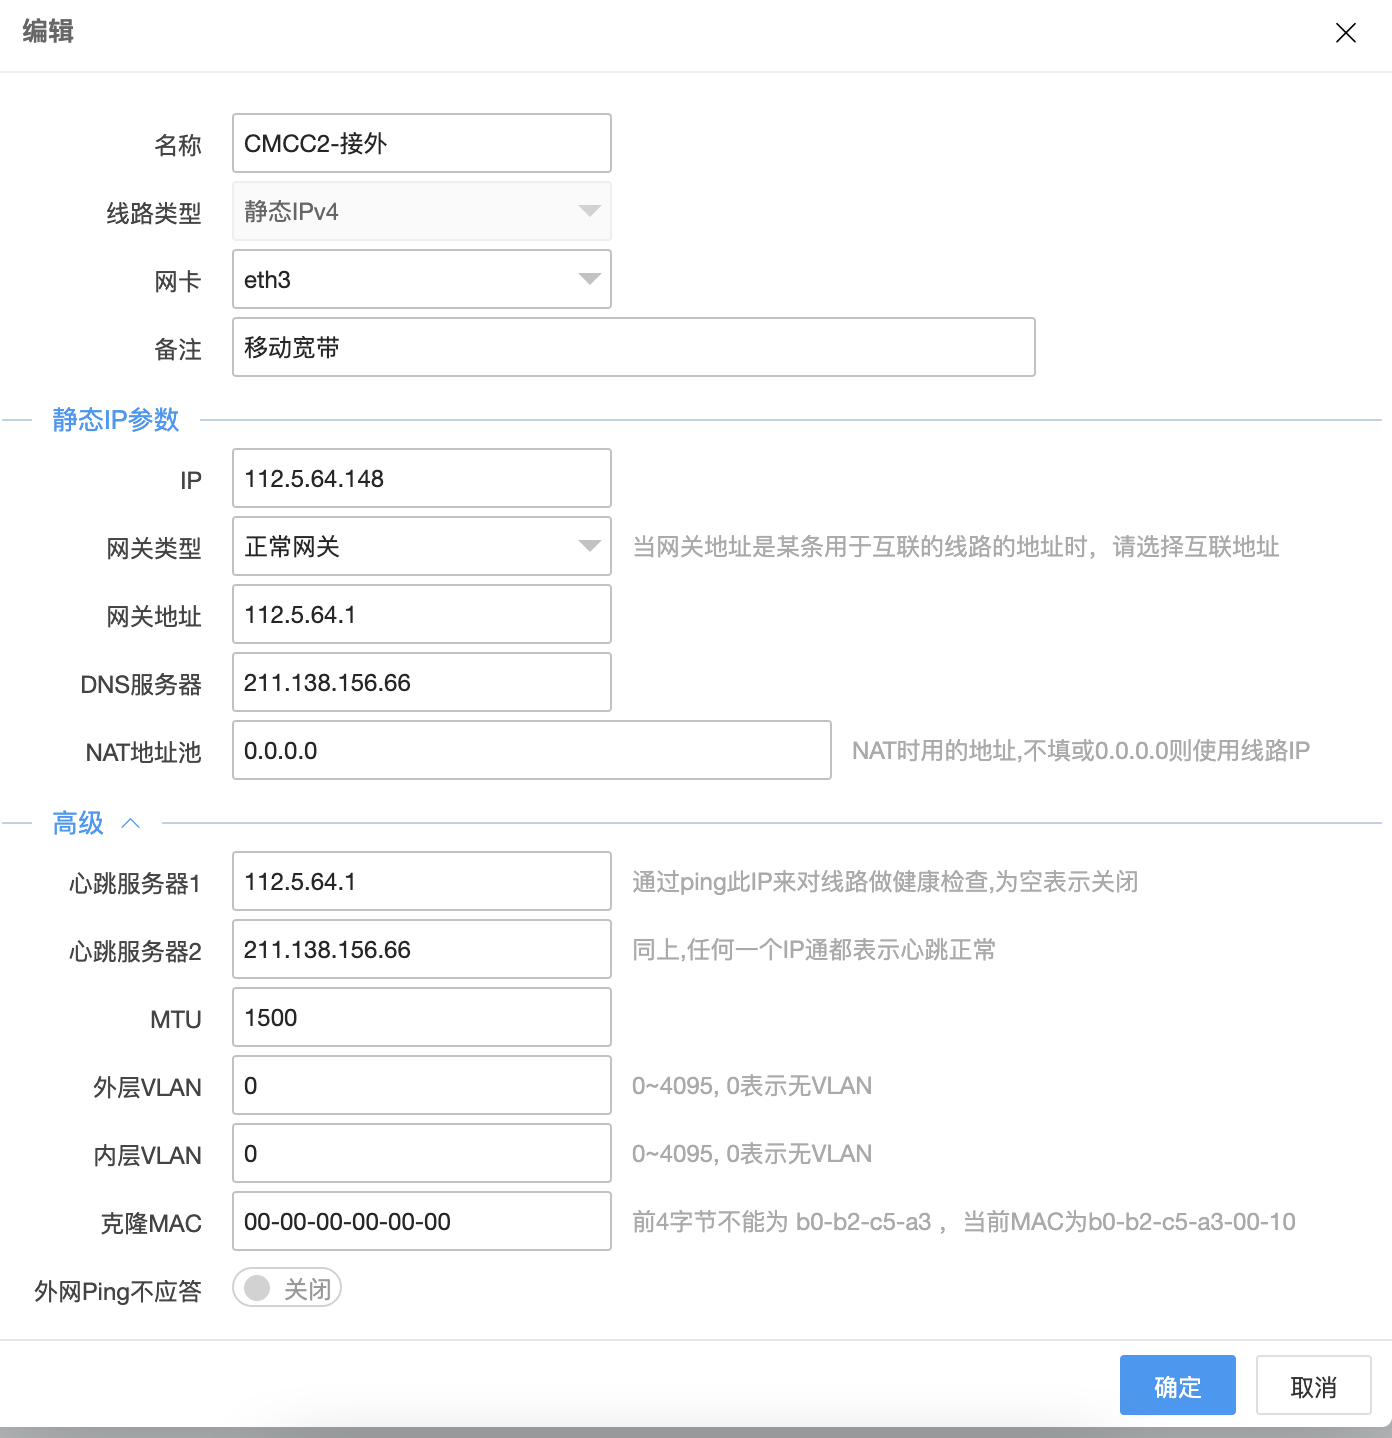 编辑
名称 CMCC2-接外
线路类型 静态IPv4
网卡 eth3
备注 移动宽带
静态IP参数
IP 112.5.64.148
网关类型 正常网关 当网关地址是某条用于互联的线路的地址时，请选择互联地址
网关地址 112.5.64.1
DNS服务器 211.138.156.66
NAT地址池 0.0.0.0 NAT时用的地址,不填或0.0.0.0则使用线路IP
高级
心跳服务器1 112.5.64.1 通过ping此IP来对线路做健康检查,为空表示关闭
心跳服务器2 211.138.156.66 同上,任何一个IP通都表示心跳正常
MTU 1500
外层VLAN 0 0~4095, 0表示无VLAN
内层VLAN 0 0~4095, 0表示无VLAN
克隆MAC 00-00-00-00-00-00 前4字节不能为 b0-b2-c5-a3 ，当前MAC为b0-b2-c5-a3-00-10
外网Ping不应答 关闭
确定 取消